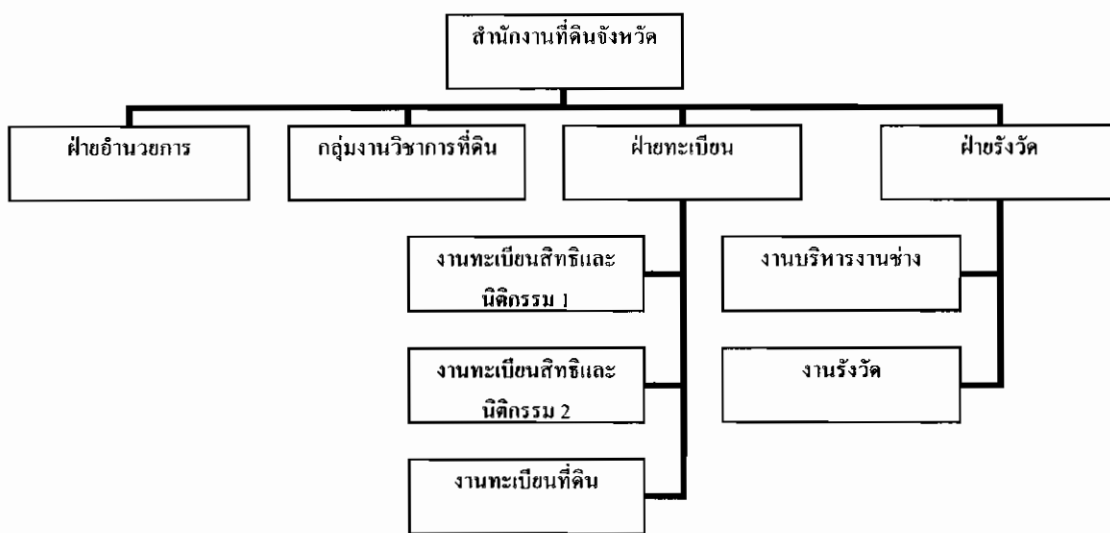 สำนักงานที่ดินจังหวัด
ฝ่ายอำนวยการ
กลุ่มงานวิชาการที่ดิน
ฝ่ายทะเบียน
ฝ่ายรังวัด
งานทะเบียนสิทธิและ
นิติกรรม 1
งานบริหารงานช่าง
งานทะเบียนสิทธิและ
นิติกรรม 2
งานรังวัด
งานทะเบียนที่ดิน